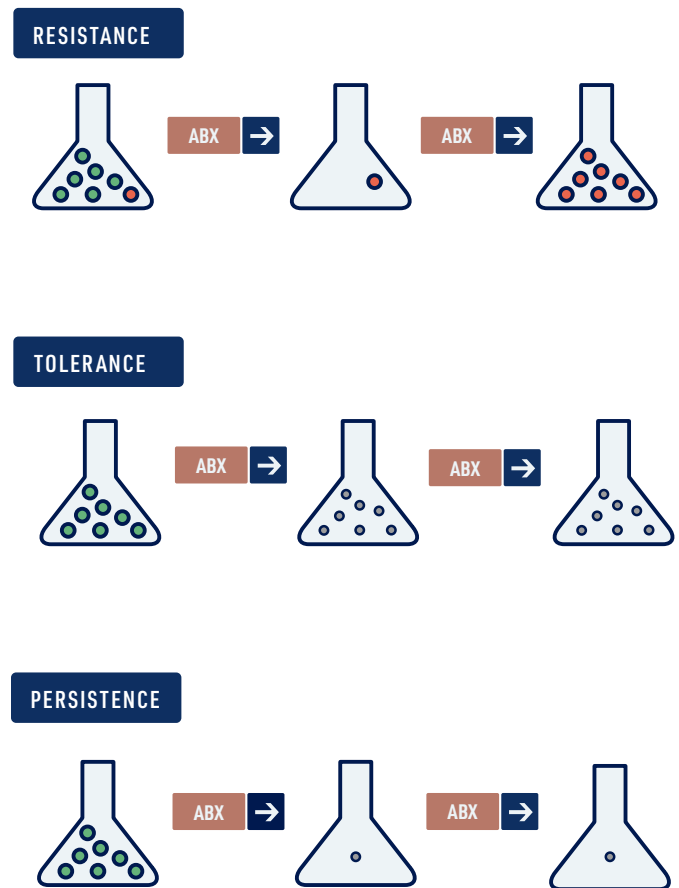 RESISTANCE
ABX → ABX →
TOLERANCE
ABX → ABX →
PERSISTENCE
ABX → ABX →